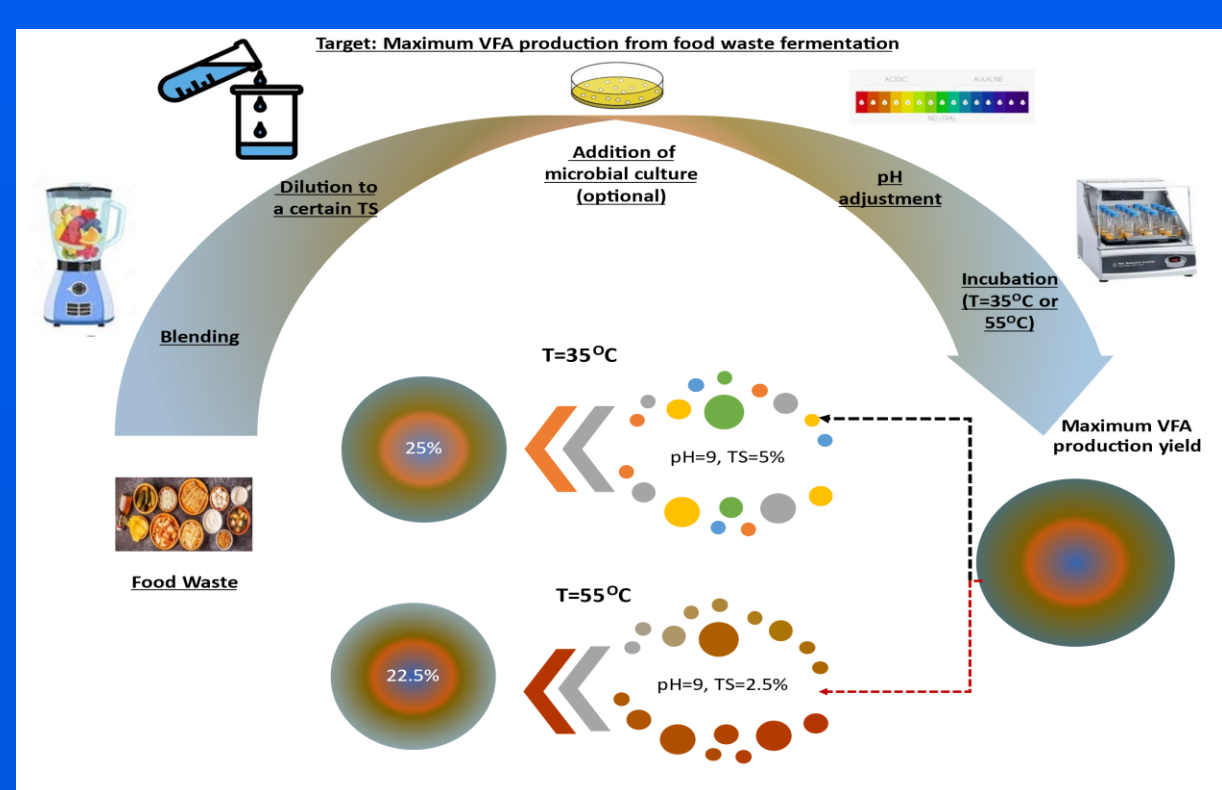 Target: Maximum VFA production from food waste fermentation
ACIDIC
ALKALINE
NEUTRAL
Addition of
microbial culture
(optional)
Dilution to
a certain TS
pH
adjustment
Blending
Incubation
(T=35ᴼC or
55ᴼC)
T=35ᴼC
25%
pH=9, TS=5%
Maximum VFA
production yield
Food Waste
T=55ᴼC
22.5%
pH=9, TS=2.5%